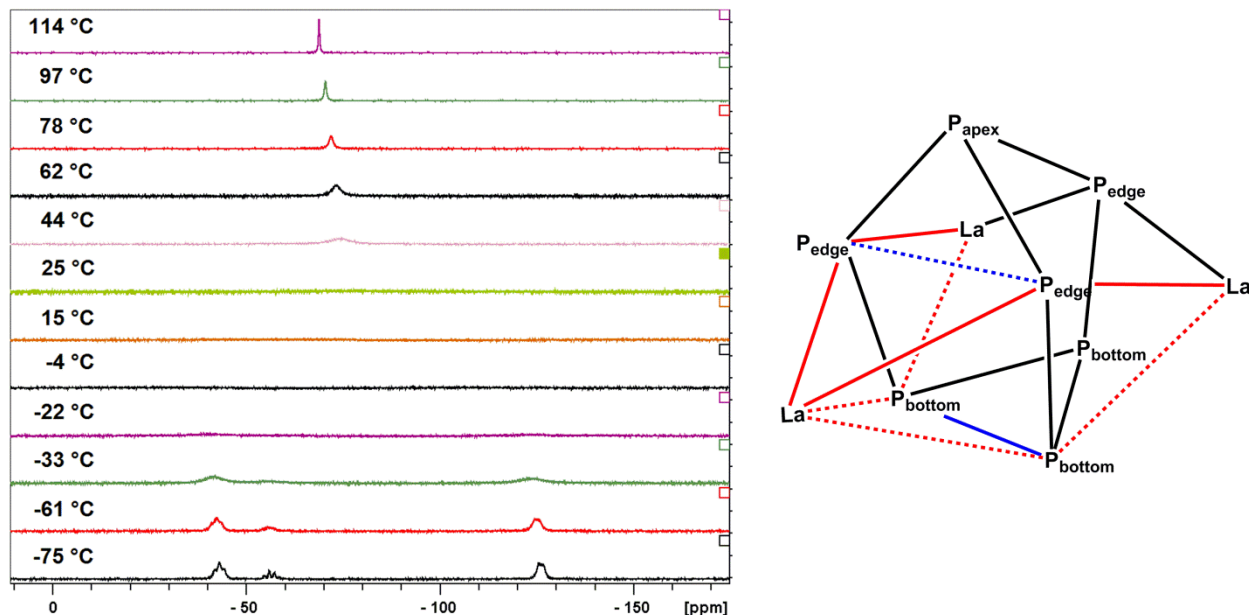 114 °C
97 °C
78 °C
62 °C
44 °C
25 °C
15 °C
-4 °C
-22 °C
-33 °C
-61 °C
-75 °C
0 - 50 - 100 - 150 [ppm]
Papex
Pedge
La
Pedge
Pedge
La
Pbottom
Pbottom
La
Pbottom